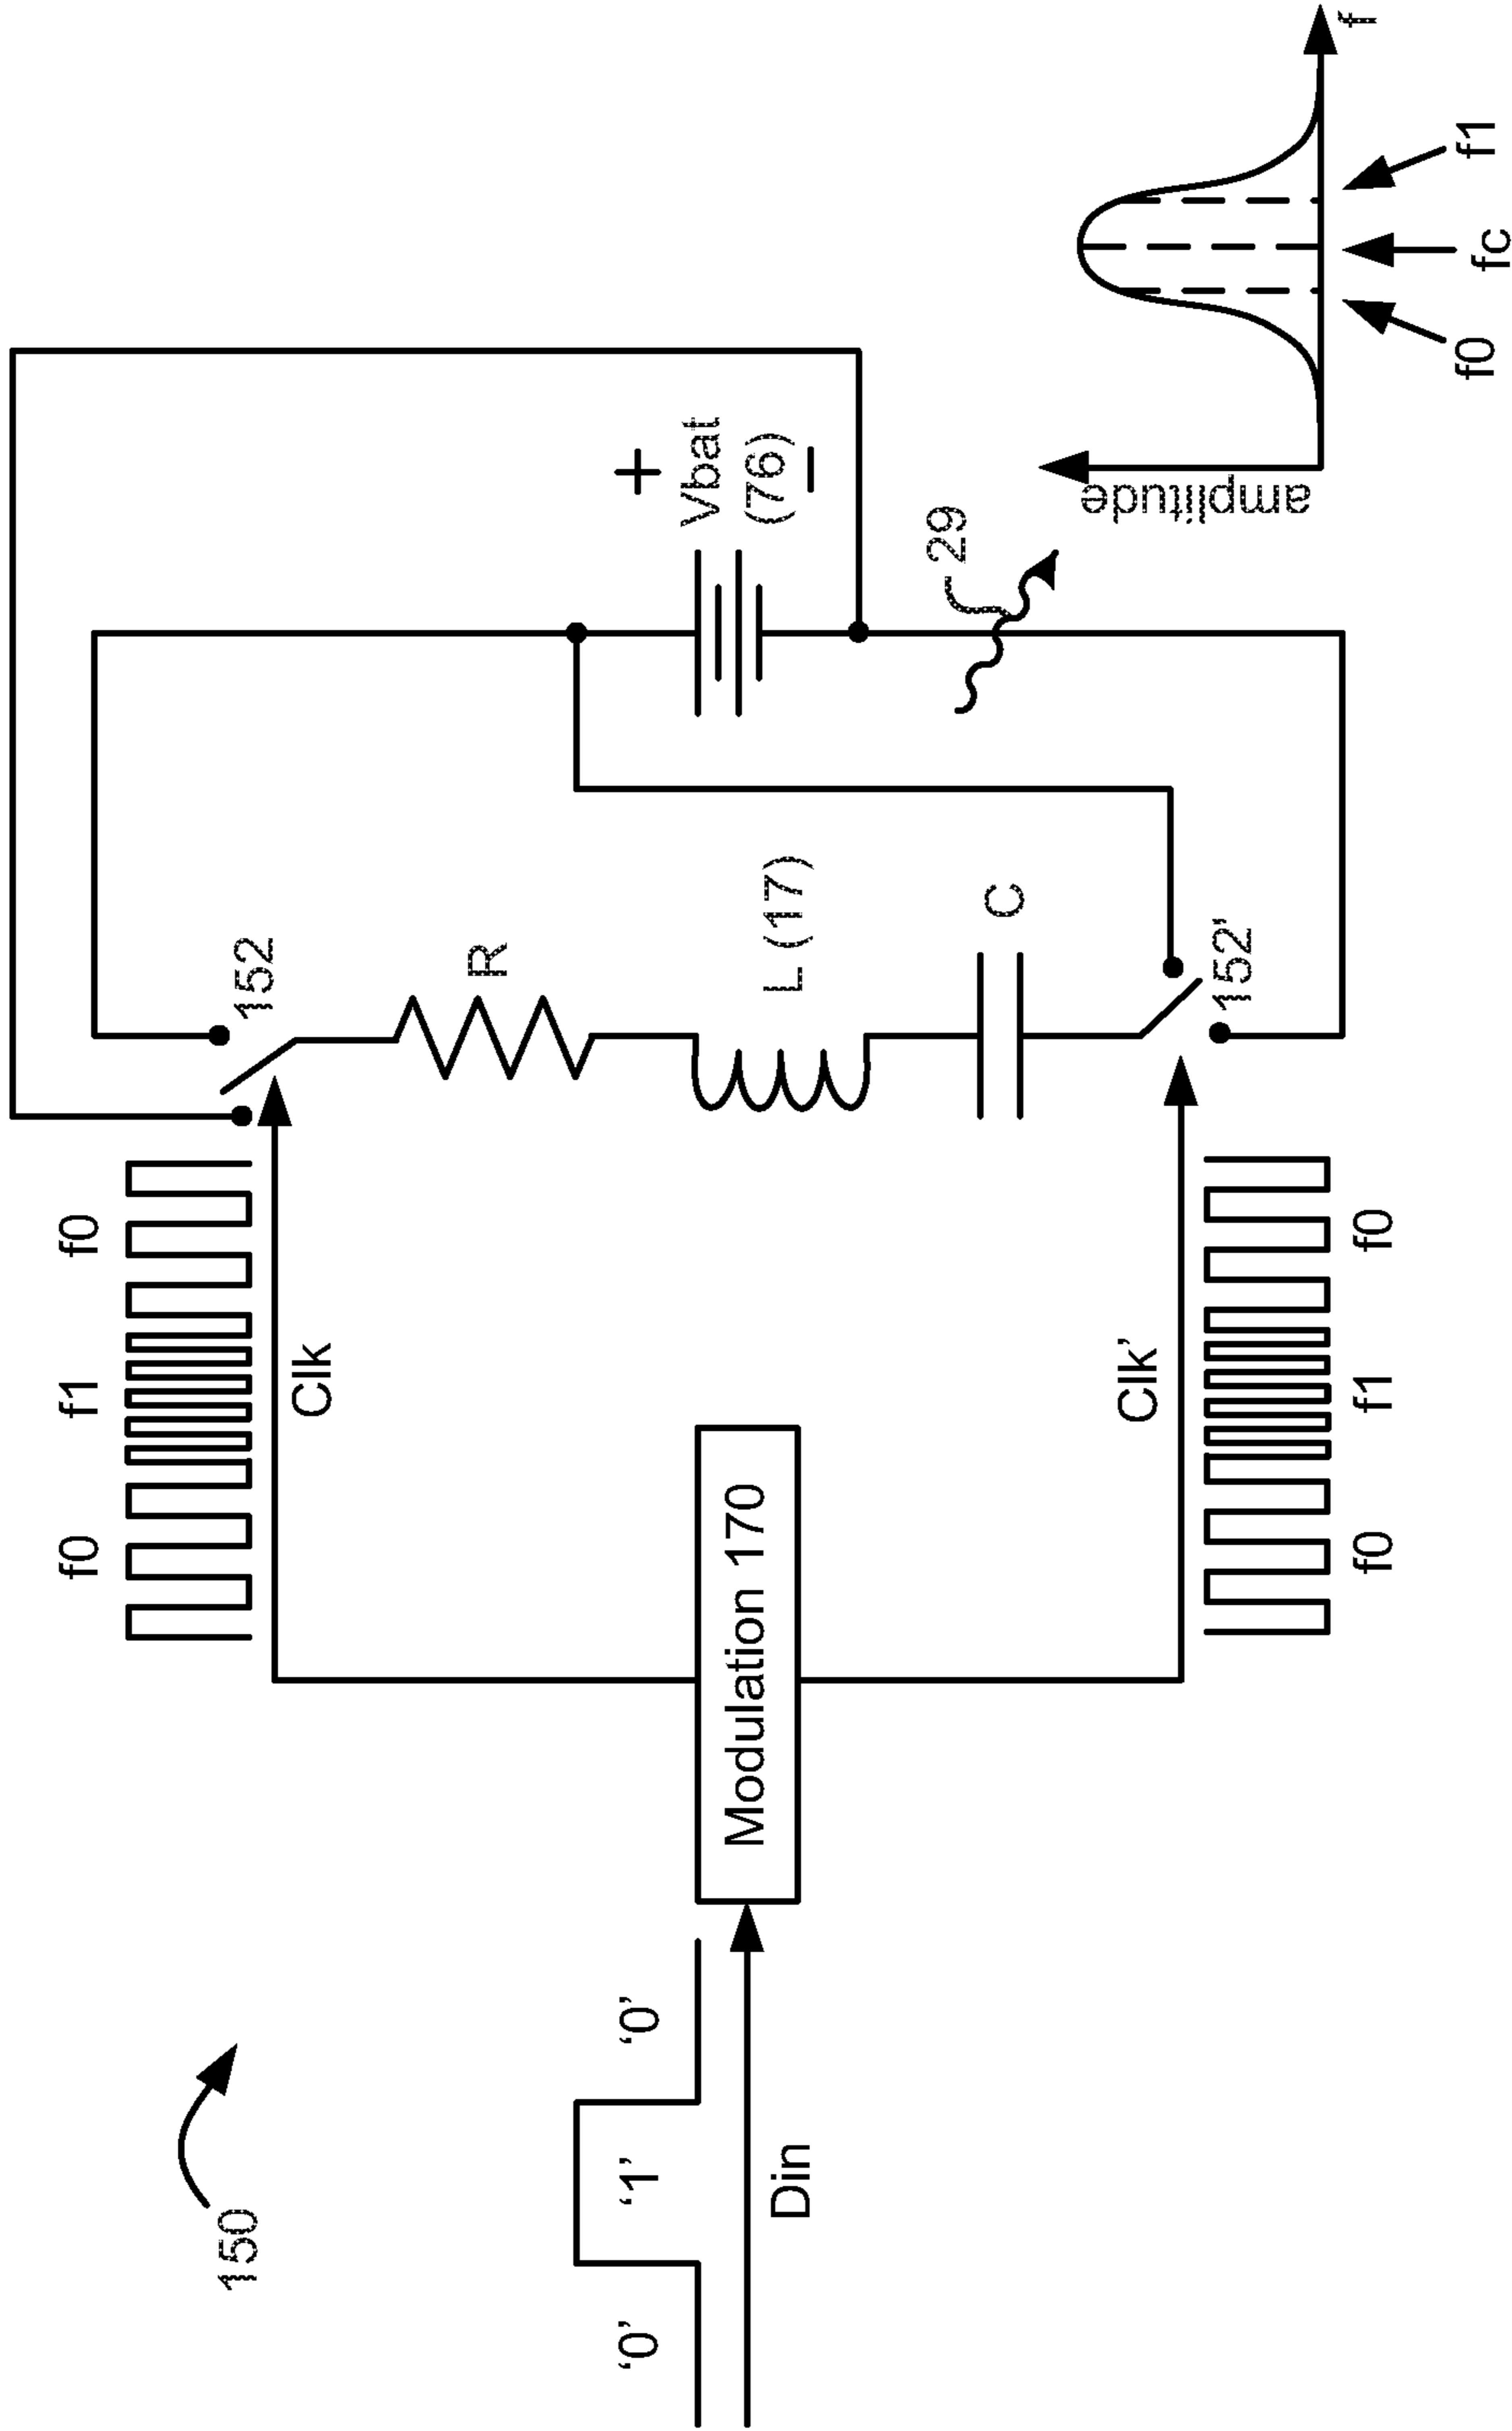 150
‘0’
‘1’
‘0’
Din
Modulation 170
f0
f1
f0
Clk
Clk’
f0
f1
f0
152
R
L (17)
C
152'
+
Vbat
(76)
−
29
amplitude
f
f0
fc
f1